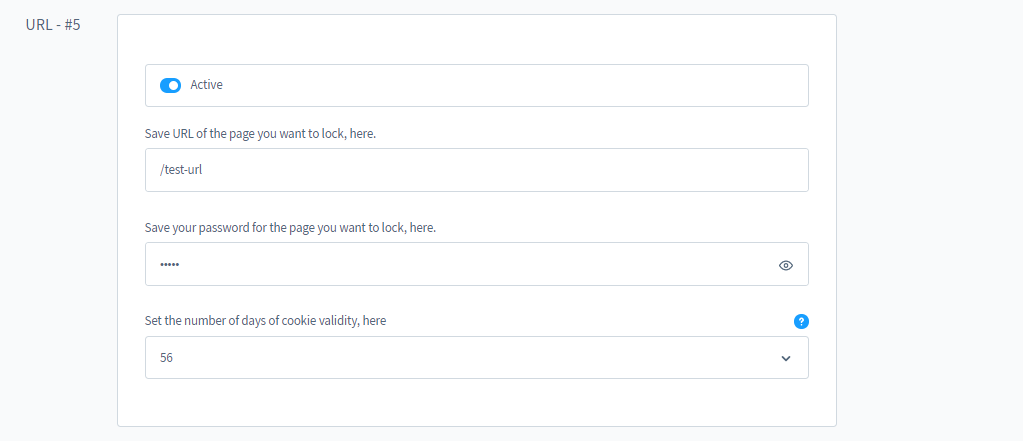 URL - #5
Active
Save URL of the page you want to lock, here.
/test-url
Save your password for the page you want to lock, here.
•••••
Set the number of days of cookie validity, here
?
56